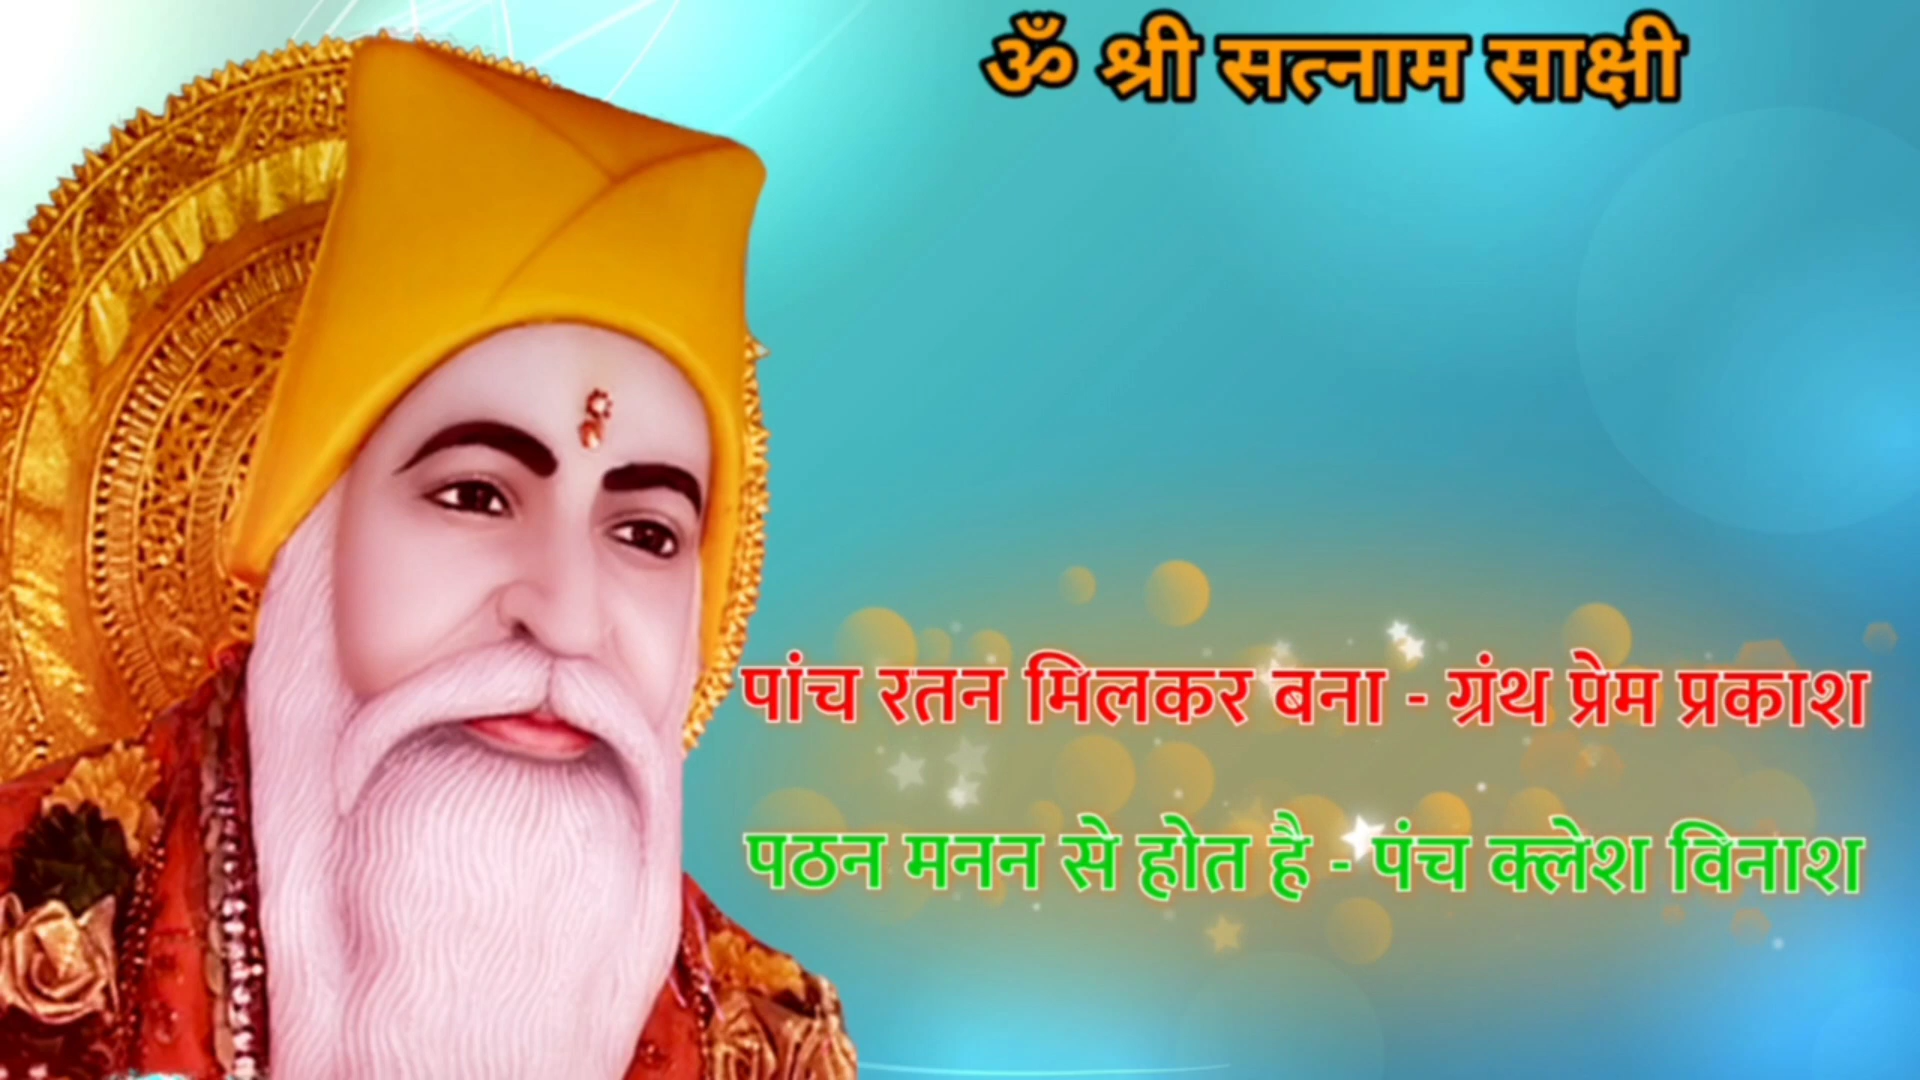 ॐ श्री सत्नाम साक्षी
पांच रतन मिलकर बना - ग्रंथ प्रेम प्रकाश
पठन मनन से होत है - पंच क्लेश विनाश